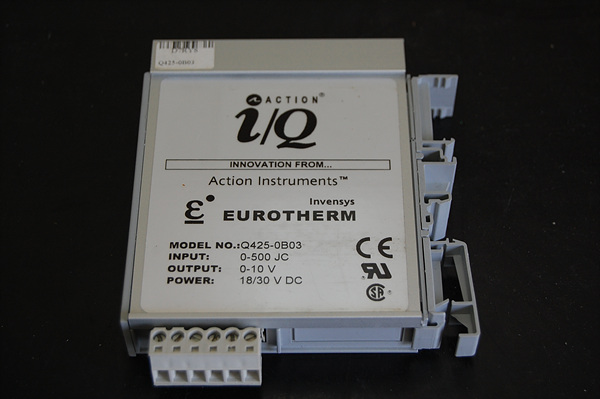 Q425-0B03
ACTION®
i/Q
INNOVATION FROM...
Action Instruments™
Invensys
EUROTHERM
MODEL NO.:Q425-0B03
INPUT: 0-500 JC
OUTPUT: 0-10 V
POWER: 18/30 V DC
CE